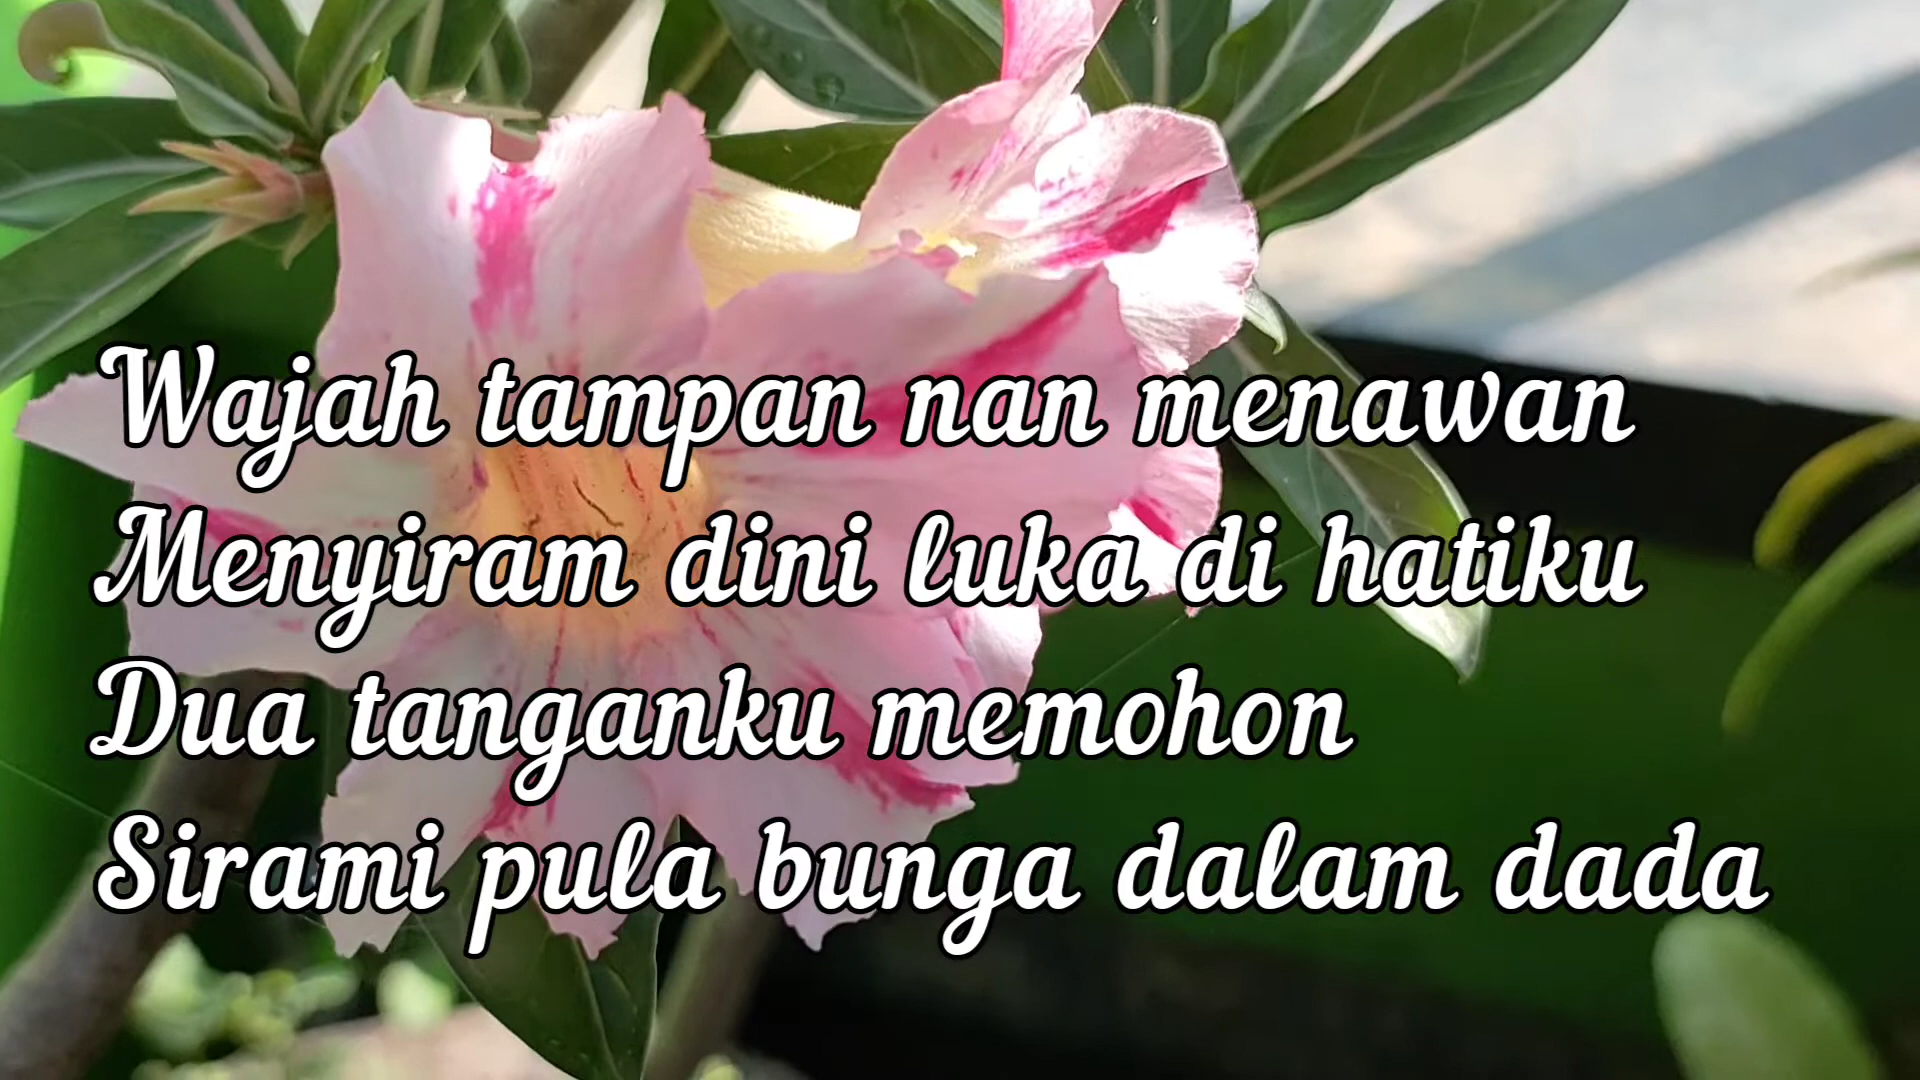 Wajah tampan nan menawan
Menyiram dini luka di hatiku
Dua tanganku memohon
Sirami pula bunga dalam dada